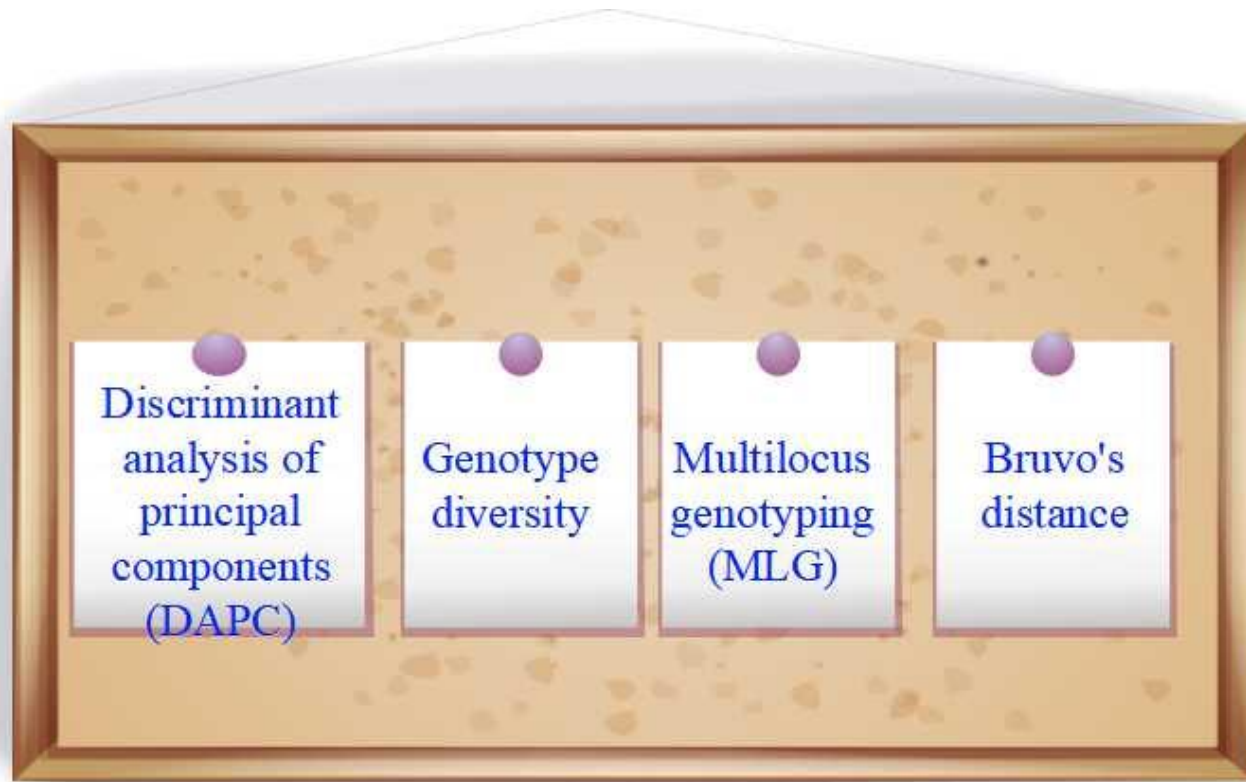 Discriminant
analysis of
principal
components
(DAPC)
Genotype
diversity
Multilocus
genotyping
(MLG)
Bruvo's
distance